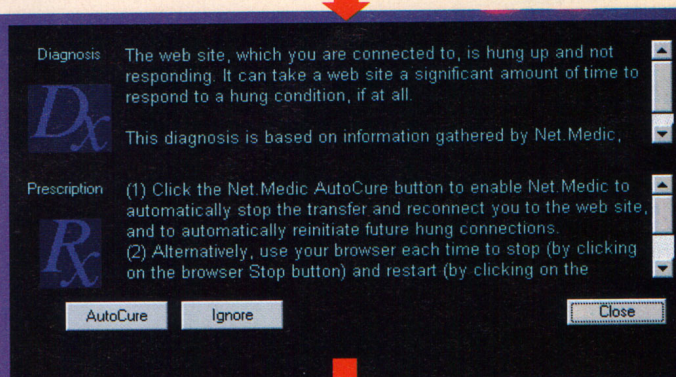 Diagnosis
The web site, which you are connected to, is hung up and not
responding. It can take a web site a significant amount of time to
respond to a hung condition, if at all.
This diagnosis is based on information gathered by Net.Medic,
Dx
Prescription
(1) Click the Net.Medic AutoCure button to enable Net.Medic to
automatically stop the transfer and reconnect you to the web site,
and to automatically reinitiate future hung connections.
(2) Alternatively, use your browser each time to stop (by clicking
on the browser Stop button) and restart (by clicking on the
Rx
AutoCure
Ignore
Close